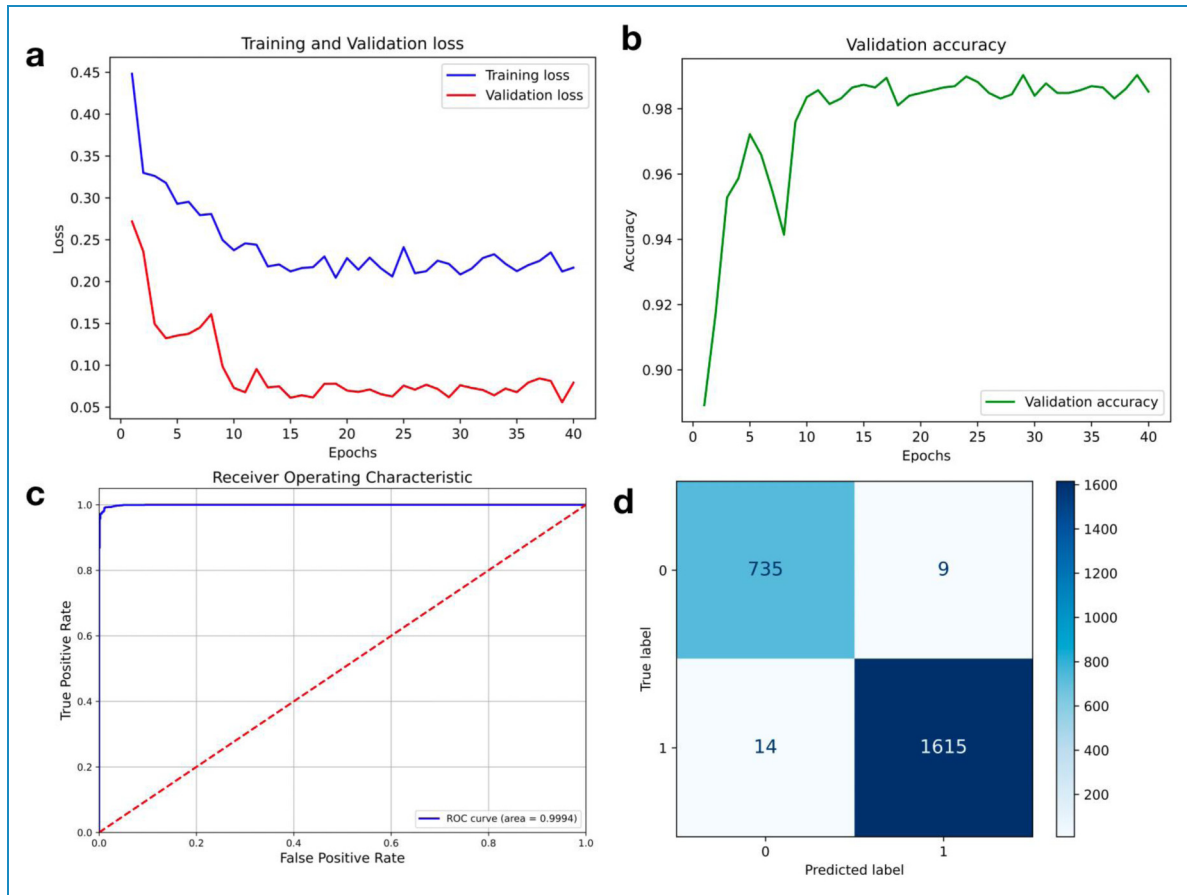 a
Training and Validation loss
Training loss
Validation loss
0.45
0.40
0.35
0.30
0.25
0.20
0.15
0.10
0.05
Loss
0 5 10 15 20 25 30 35 40
Epochs
b
Validation accuracy
0.98
0.96
0.94
0.92
0.90
Accuracy
Validation accuracy
0 5 10 15 20 25 30 35 40
Epochs
c
Receiver Operating Characteristic
1.0
0.8
0.6
0.4
0.2
0.0
True Positive Rate
ROC curve (area = 0.9994)
0.0 0.2 0.4 0.6 0.8 1.0
False Positive Rate
d
0
735 9
1
14 1615
True label
0 1
Predicted label
1600
1400
1200
1000
800
600
400
200